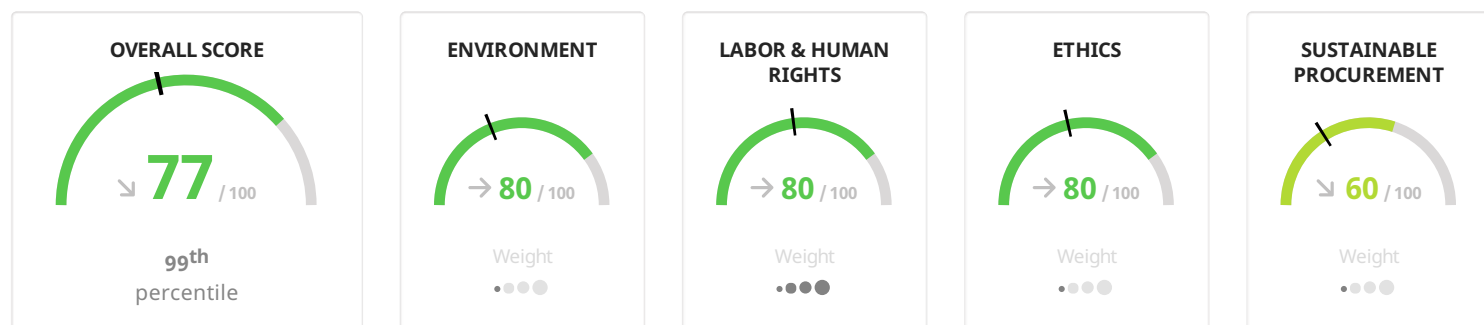 OVERALL SCORE
77 / 100
99th
percentile
ENVIRONMENT
80 / 100
Weight
LABOR & HUMAN
RIGHTS
80 / 100
Weight
ETHICS
80 / 100
Weight
SUSTAINABLE
PROCUREMENT
60 / 100
Weight